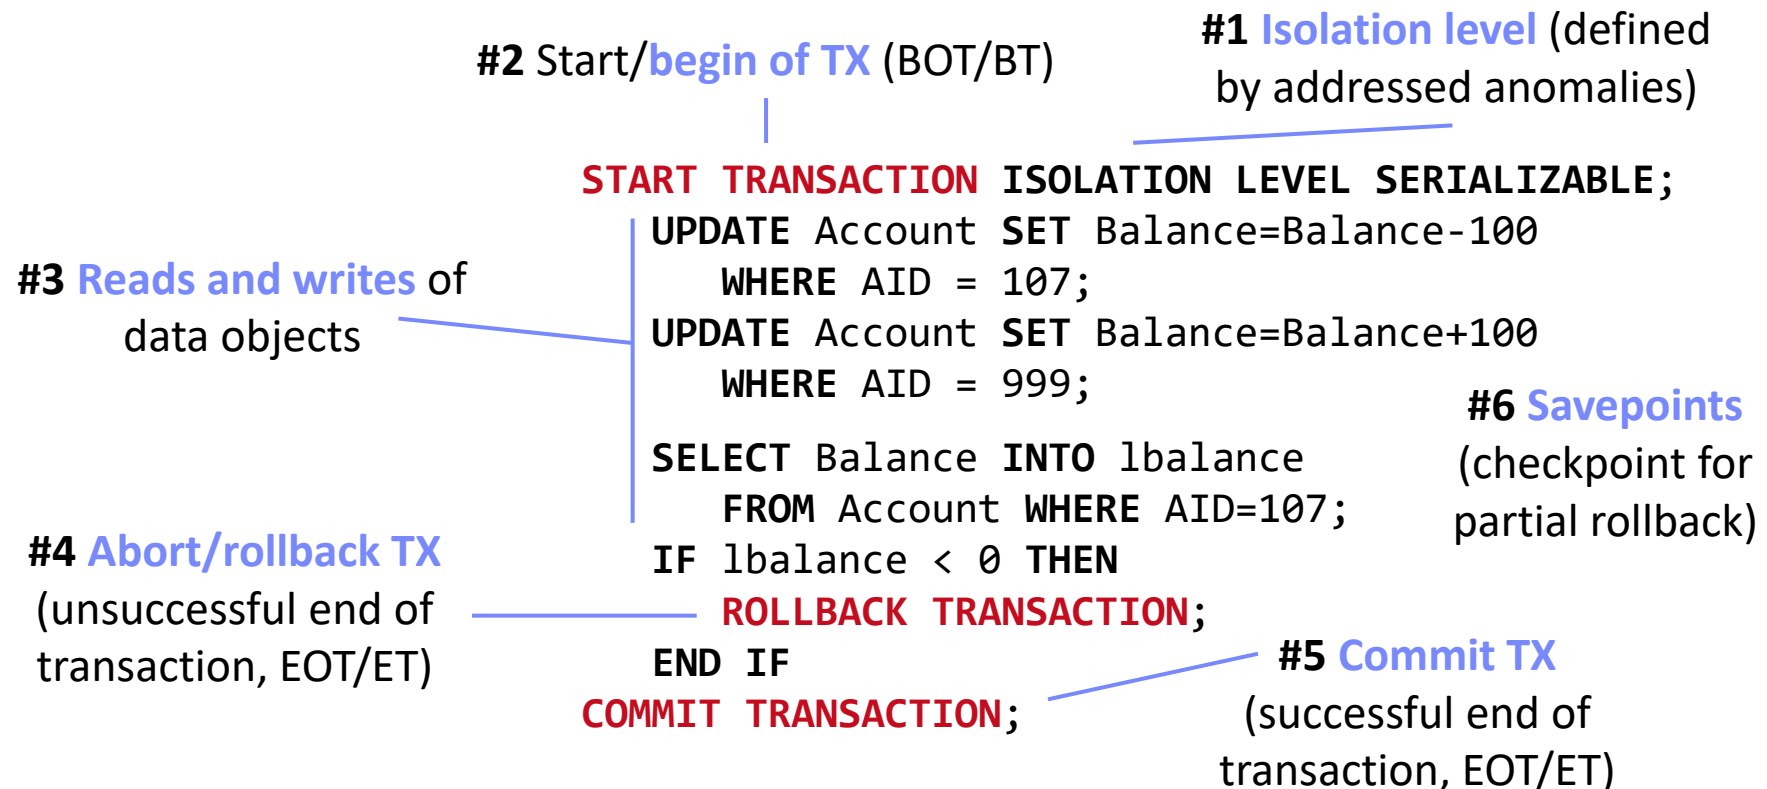 #1 Isolation level (defined
by addressed anomalies)
#2 Start/begin of TX (BOT/BT)
START TRANSACTION ISOLATION LEVEL SERIALIZABLE;
UPDATE Account SET Balance=Balance-100
WHERE AID = 107;
UPDATE Account SET Balance=Balance+100
WHERE AID = 999;
SELECT Balance INTO lbalance
FROM Account WHERE AID=107;
IF lbalance < 0 THEN
ROLLBACK TRANSACTION;
END IF
COMMIT TRANSACTION;
#3 Reads and writes of
data objects
#4 Abort/rollback TX
(unsuccessful end of
transaction, EOT/ET)
#5 Commit TX
(successful end of
transaction, EOT/ET)
#6 Savepoints
(checkpoint for
partial rollback)